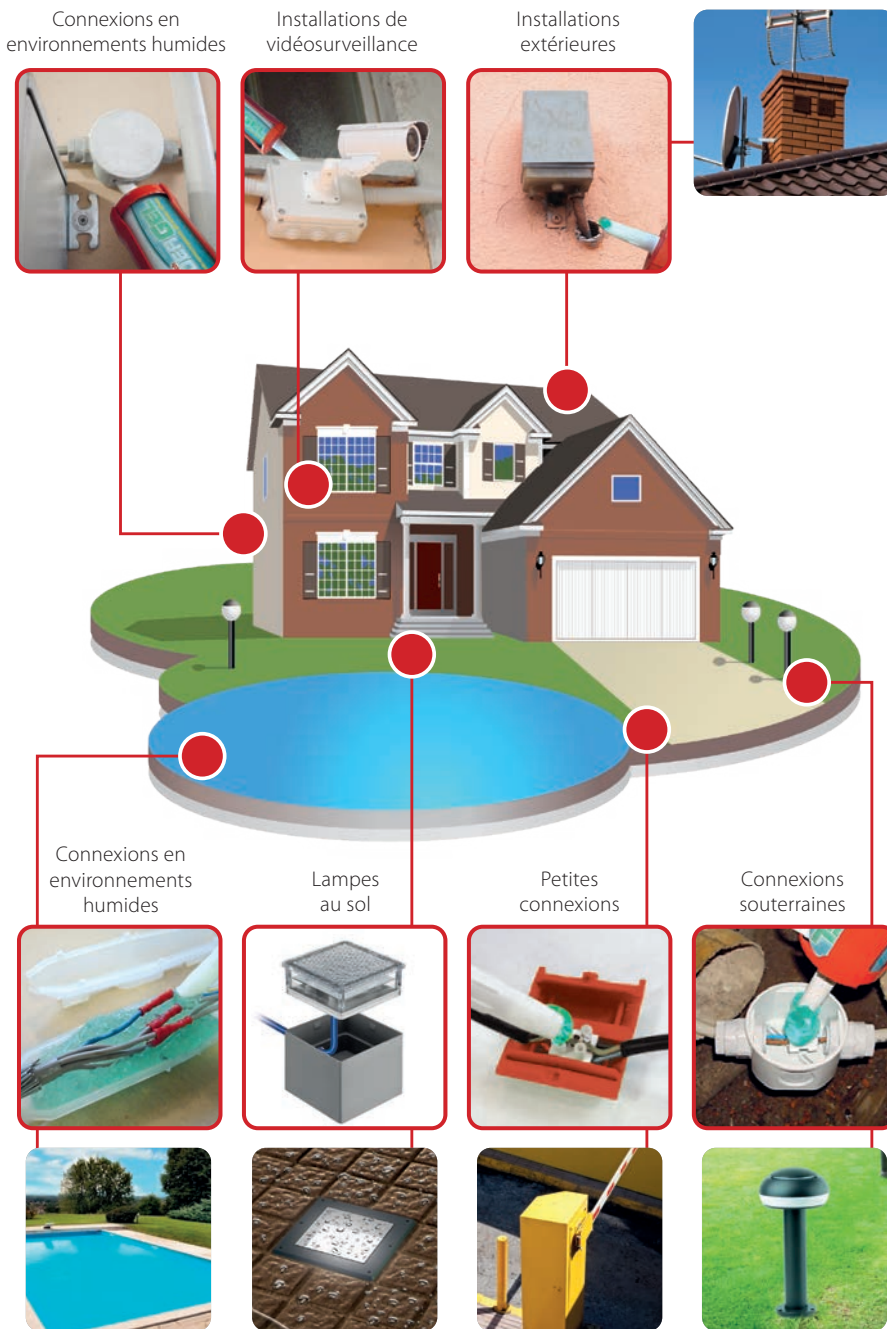 Connexions en
environnements humides
Installations de
vidéosurveillance
Installations
extérieures
Connexions en
environnements
humides
Lampes
au sol
Petites
connexions
Connexions
souterraines